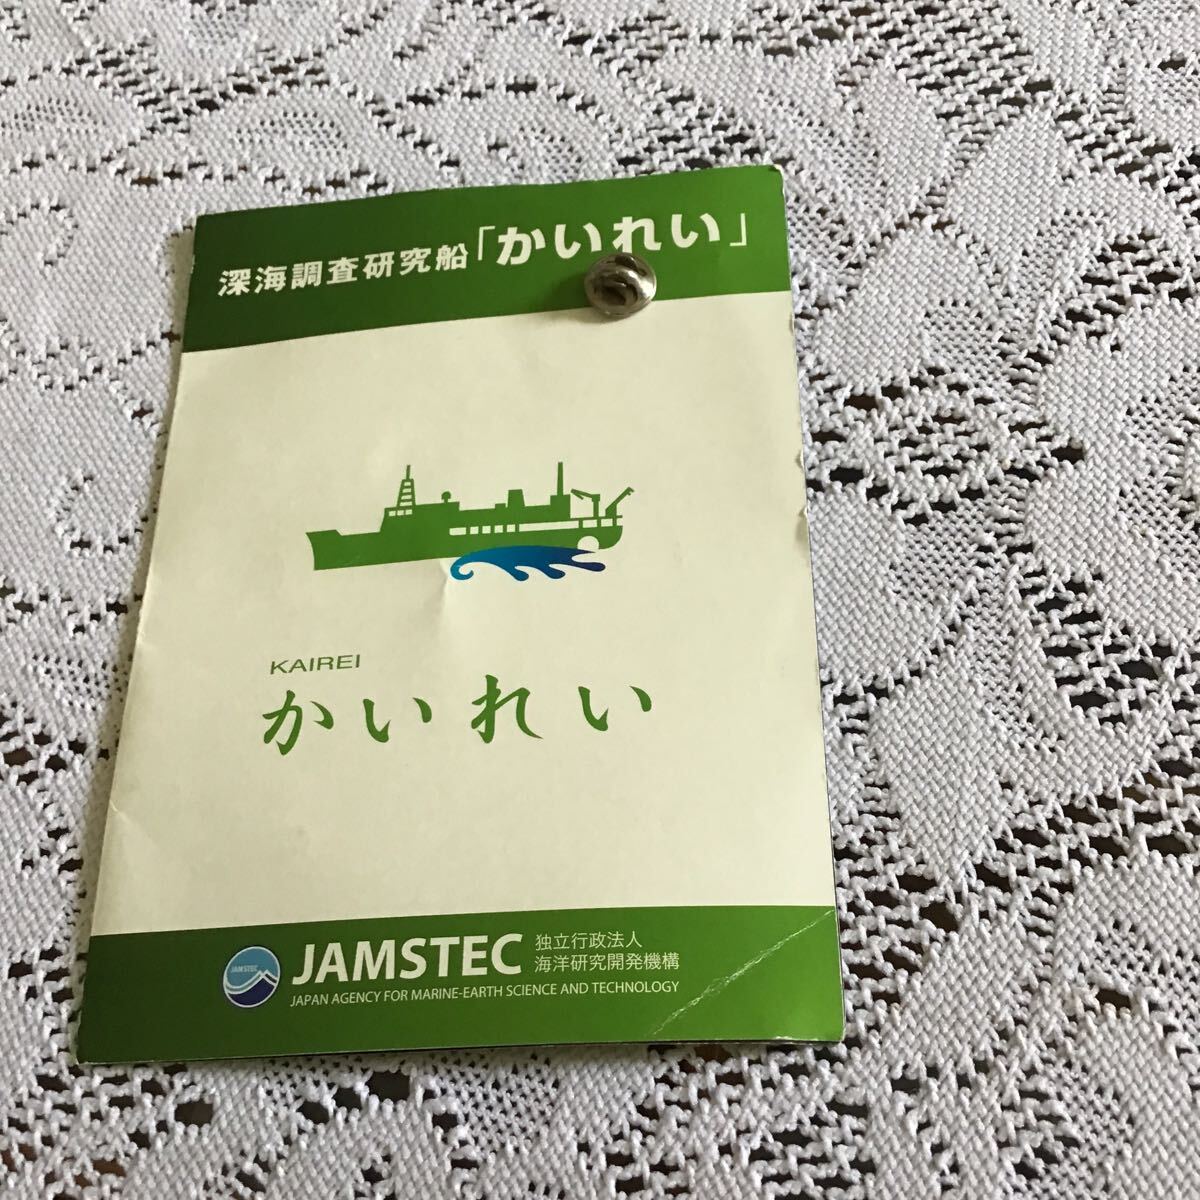 深海調査研究船「かいれい」
KAIREI
かいれい
JAMSTEC
JAMSTEC
独立行政法人
海洋研究開発機構
JAPAN AGENCY FOR MARINE-EARTH SCIENCE AND TECHNOLOGY